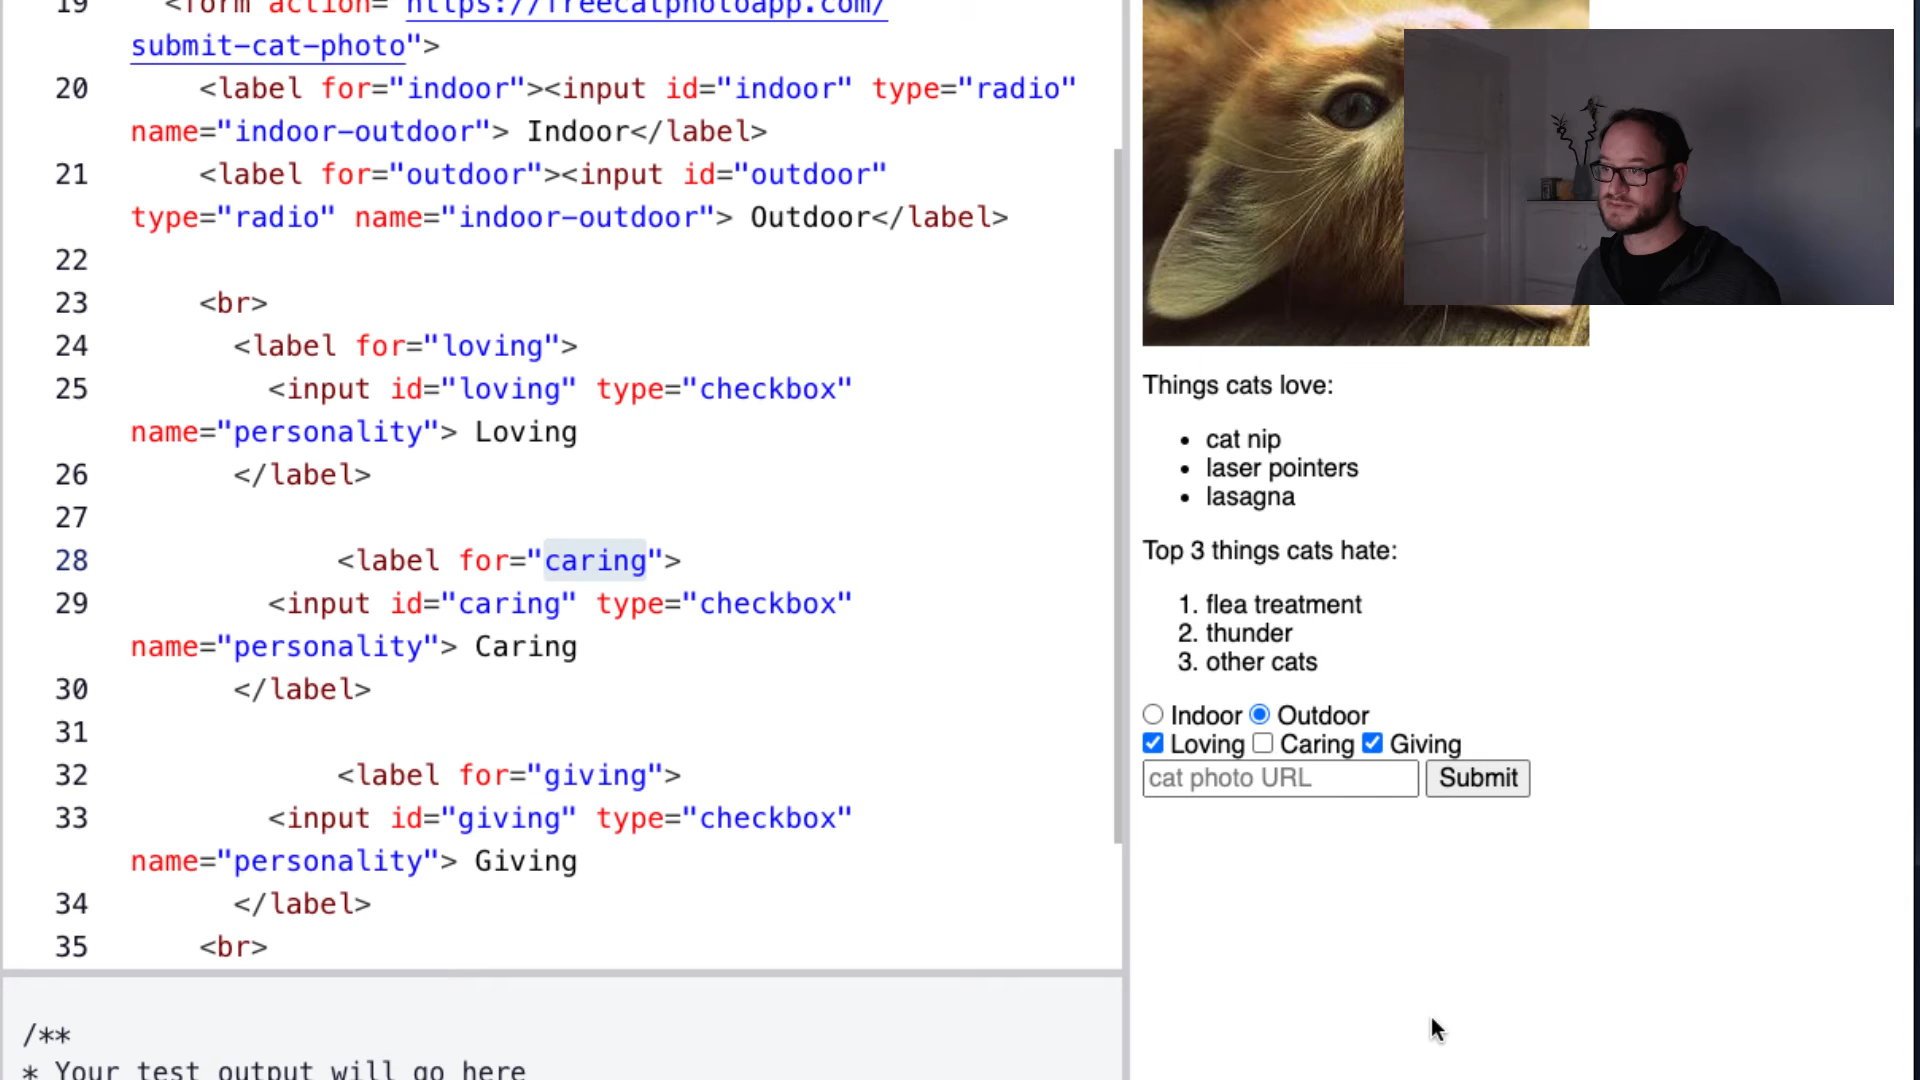 19 <form action="https://freecatphotoapp.com/
submit-cat-photo">
20 <label for="indoor"><input id="indoor" type="radio"
name="indoor-outdoor"> Indoor</label>
21 <label for="outdoor"><input id="outdoor"
type="radio" name="indoor-outdoor"> Outdoor</label>
22
23 <br>
24 <label for="loving">
25 <input id="loving" type="checkbox"
name="personality"> Loving
26 </label>
27
28 <label for="caring">
29 <input id="caring" type="checkbox"
name="personality"> Caring
30 </label>
31
32 <label for="giving">
33 <input id="giving" type="checkbox"
name="personality"> Giving
34 </label>
35 <br>
/**
* Your test output will go here
Things cats love:
• cat nip
• laser pointers
• lasagna
Top 3 things cats hate:
1. flea treatment
2. thunder
3. other cats
Indoor Outdoor
Loving Caring Giving
cat photo URL Submit